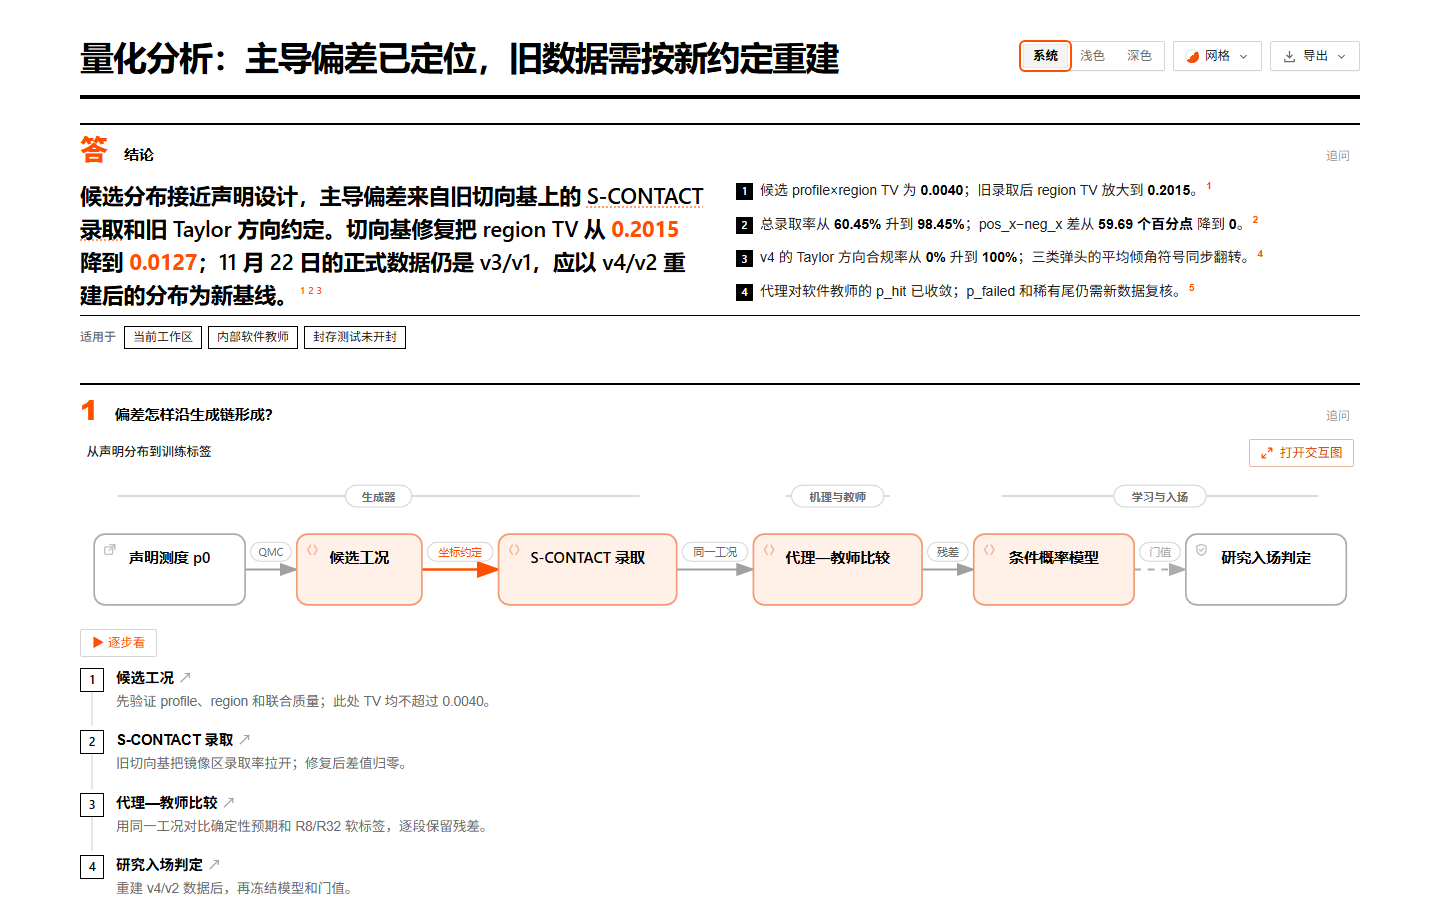 量化分析：主导偏差已定位，旧数据需按新约定重建
系统 浅色 深色 网格 导出
答 结论 追问
候选分布接近声明设计，主导偏差来自旧切向基上的 S-CONTACT
录取和旧 Taylor 方向约定。切向基修复把 region TV 从 0.2015
降到 0.0127；11 月 22 日的正式数据仍是 v3/v1，应以 v4/v2 重
建后的分布为新基线。 1 2 3
1 候选 profile×region TV 为 0.0040；旧录取后 region TV 放大到 0.2015。 1
2 总录取率从 60.45% 升到 98.45%；pos_x−neg_x 差从 59.69 个百分点 降到 0。 2
3 v4 的 Taylor 方向合规率从 0% 升到 100%；三类弹头的平均倾角符号同步翻转。 4
4 代理对软件教师的 p_hit 已收敛；p_failed 和稀有尾仍需新数据复核。 5
适用于 当前工作区 内部软件教师 封存测试未开封
1 偏差怎样沿生成链形成？ 追问
从声明分布到训练标签 打开交互图
生成器 机理与教师 学习与入场
声明测度 p0 QMC 候选工况 坐标约定 S-CONTACT 录取 同一工况 代理—教师比较 残差 条件概率模型 门值 研究入场判定
逐步看
1 候选工况
先验证 profile、region 和联合质量；此处 TV 均不超过 0.0040。
2 S-CONTACT 录取
旧切向基把镜像区录取率拉开；修复后差值归零。
3 代理—教师比较
用同一工况对比确定性预期和 R8/R32 软标签，逐段保留残差。
4 研究入场判定
重建 v4/v2 数据后，再冻结模型和门值。